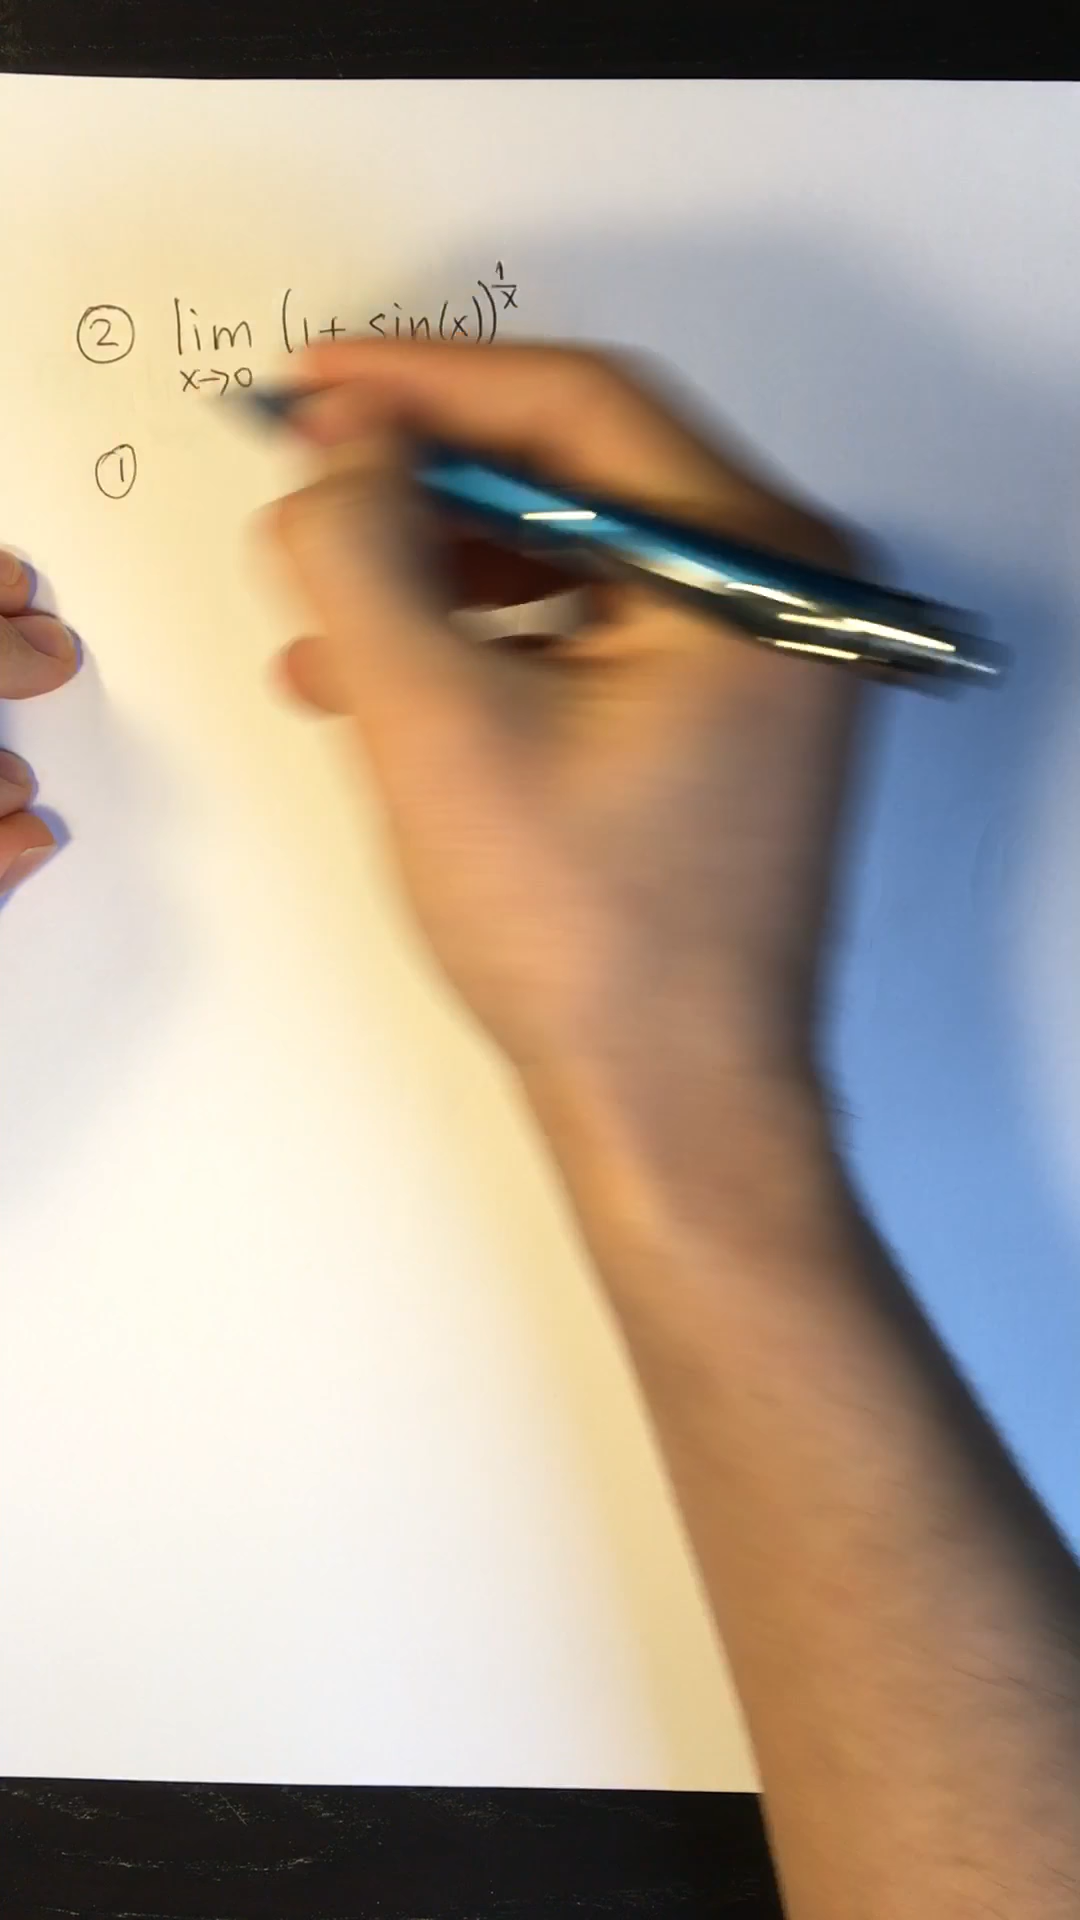 ② lim (1+ sin(x))^(1/x)
x→0
①